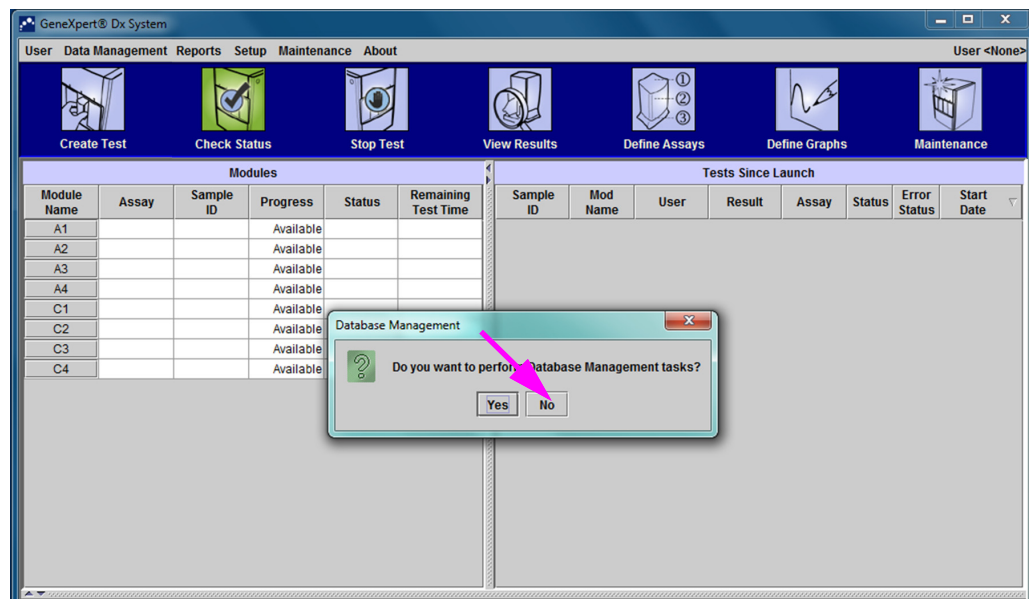 GeneXpert® Dx System
User Data Management Reports Setup Maintenance About User <None>
Create Test Check Status Stop Test View Results Define Assays Define Graphs Maintenance
① ② ③
Modules
Module Name Assay Sample ID Progress Status Remaining Test Time
A1 Available
A2 Available
A3 Available
A4 Available
C1 Available
C2 Available
C3 Available
C4 Available
Tests Since Launch
Sample ID Mod Name User Result Assay Status Error Status Start Date
Database Management
Do you want to perform Database Management tasks?
Yes No